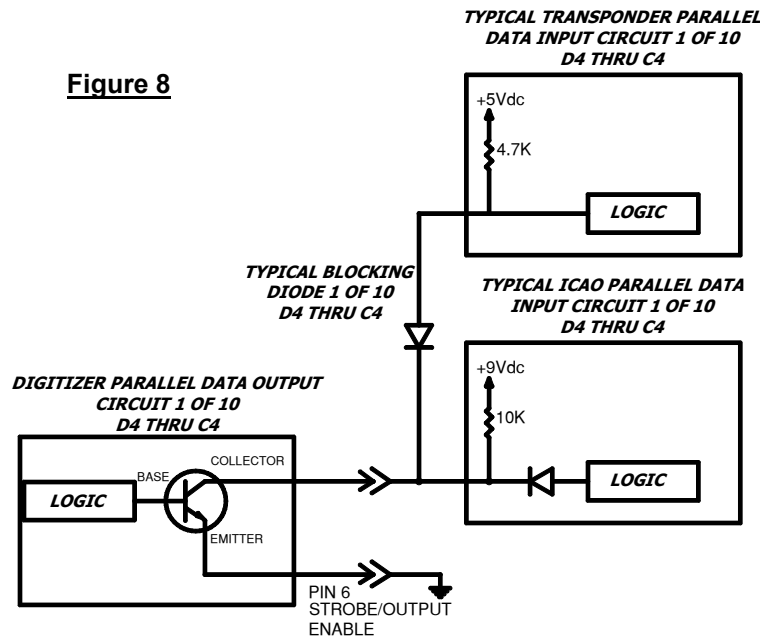 TYPICAL TRANSPONDER PARALLEL
DATA INPUT CIRCUIT 1 OF 10
D4 THRU C4
Figure 8
+5Vdc
4.7K
LOGIC
TYPICAL BLOCKING
DIODE 1 OF 10
D4 THRU C4
TYPICAL ICAO PARALLEL DATA
INPUT CIRCUIT 1 OF 10
D4 THRU C4
+9Vdc
10K
LOGIC
DIGITIZER PARALLEL DATA OUTPUT
CIRCUIT 1 OF 10
D4 THRU C4
LOGIC
BASE
COLLECTOR
EMITTER
PIN 6
STROBE/OUTPUT
ENABLE